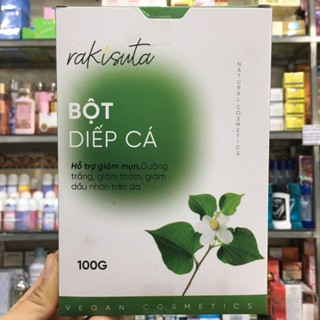 rakisuta
NATURAL COSMETICS
BỘT
DIẾP CÁ
Hỗ trợ giảm mụn, Dưỡng
trắng, giảm thâm, giảm
dầu nhờn trên da
100G
VEGAN COSMETICS